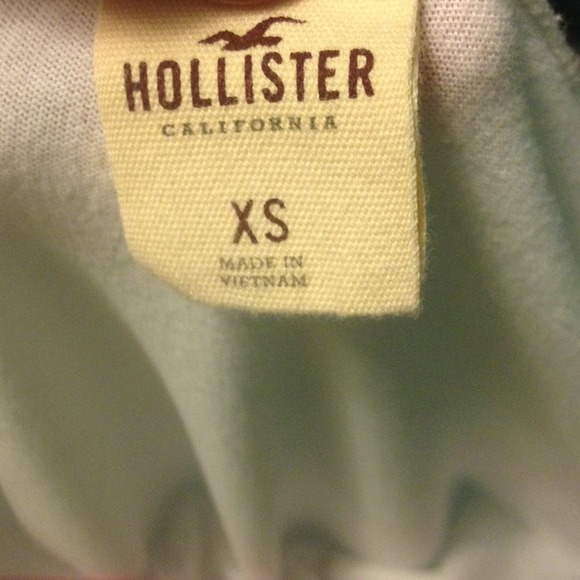 HOLLISTER
CALIFORNIA
XS
MADE IN
VIETNAM